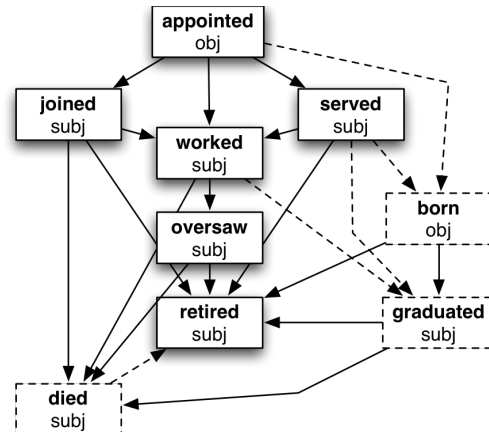 appointed
obj
joined
subj
served
subj
worked
subj
born
obj
oversaw
subj
retired
subj
graduated
subj
died
subj